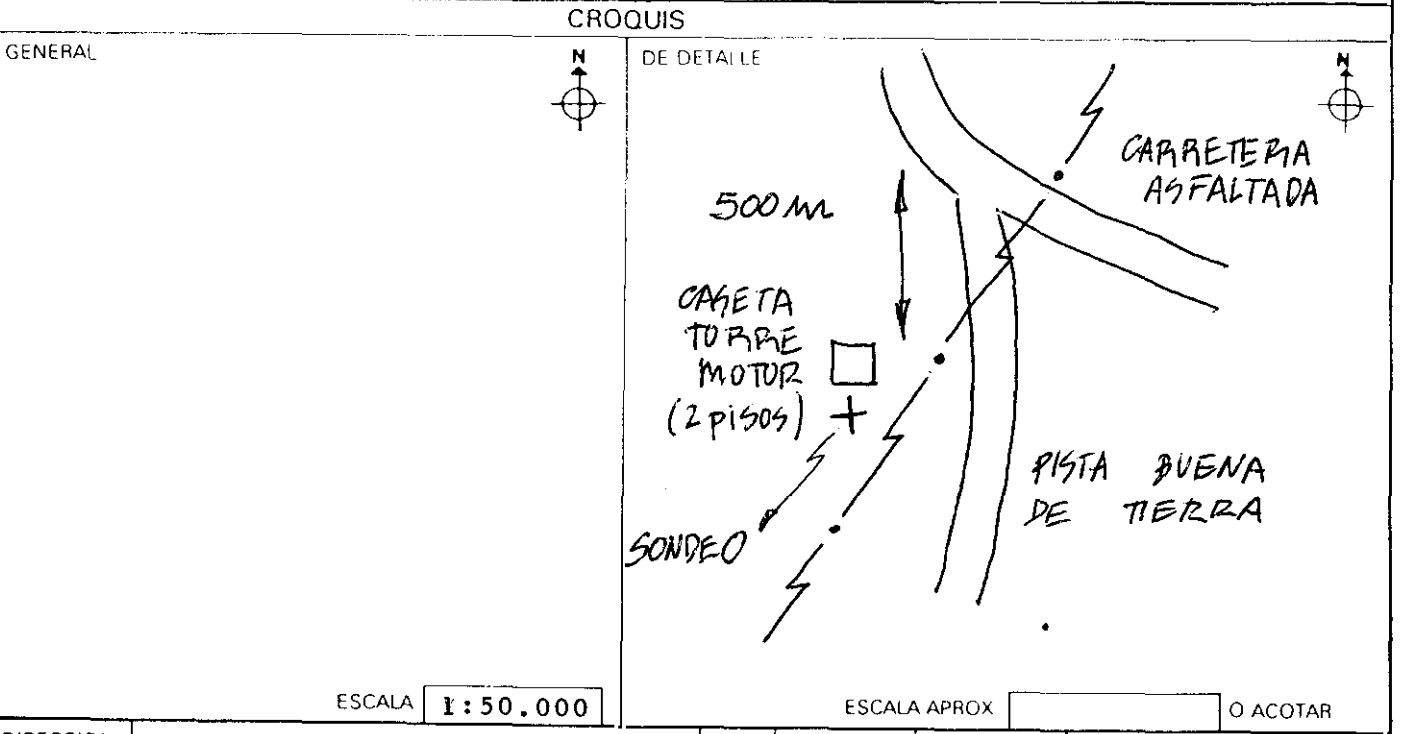 CROQUIS
GENERAL
N
DE DETALLE
N
CARRETERA
ASFALTADA
500 m
CASETA
TORRE
MOTOR
(2 pisos)
PISTA BUENA
DE TIERRA
SONDEO
ESCALA 1:50.000
ESCALA APROX
O ACOTAR